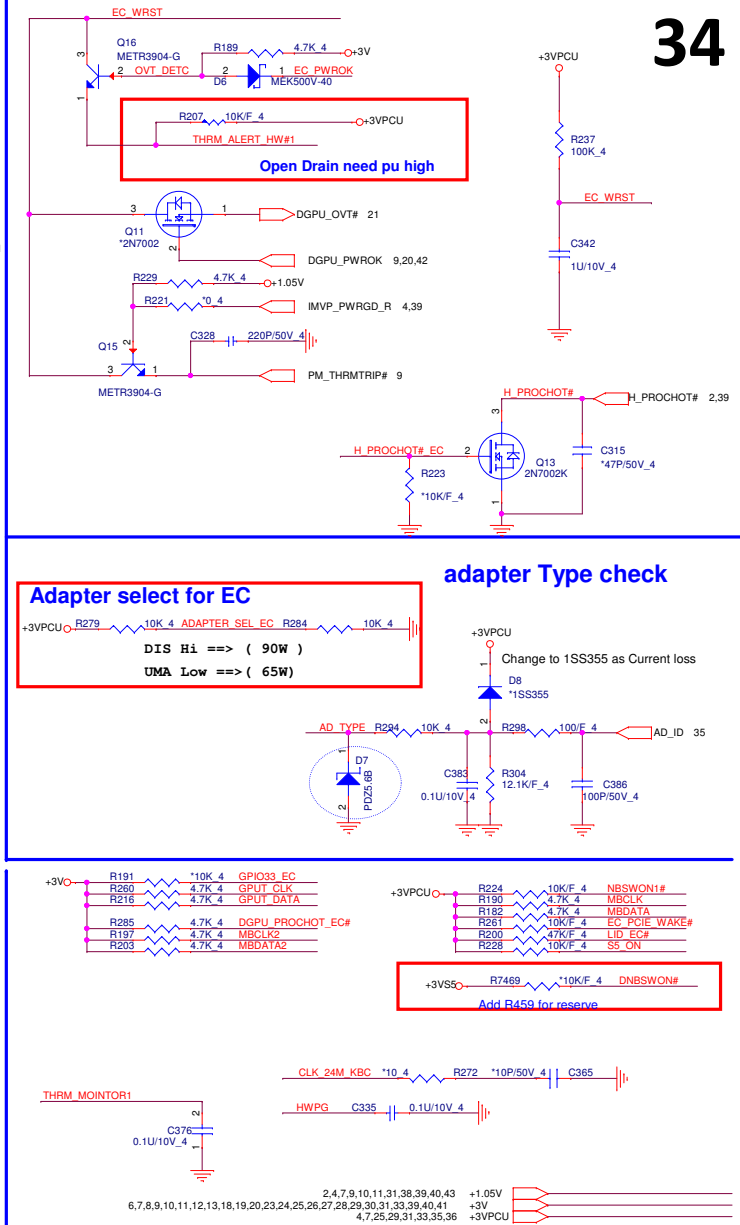 34
EC_WRST
Q16
METR3904-G
3
2
1
OVT_DETC
R189
4.7K_4
+3V
2
D6
1
MEK500V-40
EC_PWROK
R207
10K/F_4
+3VPCU
THRM_ALERT_HW#1
Open Drain need pu high
3
1
2
Q11
*2N7002
DGPU_OVT# 21
DGPU_PWROK 9,20,42
R229
4.7K_4
+1.05V
R221
*0_4
IMVP_PWRGD_R 4,39
Q15
2
3
1
METR3904-G
C328
220P/50V_4
PM_THRMTRIP# 9
+3VPCU
R237
100K_4
EC_WRST
C342
1U/10V_4
H_PROCHOT#
H_PROCHOT# 2,39
3
H_PROCHOT#_EC
2
1
Q13
2N7002K
R223
*10K/F_4
C315
*47P/50V_4
Adapter select for EC
+3VPCU
R279
10K_4
ADAPTER_SEL_EC
R284
10K_4
DIS Hi ==> ( 90W )
UMA Low ==>( 65W)
adapter Type check
+3VPCU
Change to 1SS355 as Current loss
1
D8
*1SS355
2
AD_TYPE
R294
10K_4
R298
100/F_4
AD_ID 35
1
D7
PDZ5.6B
2
C383
0.1U/10V_4
R304
12.1K/F_4
C386
100P/50V_4
+3V
R191 *10K_4 GPIO33_EC
R260 4.7K_4 GPUT_CLK
R216 4.7K_4 GPUT_DATA
R285 4.7K_4 DGPU_PROCHOT_EC#
R197 4.7K_4 MBCLK2
R203 4.7K_4 MBDATA2
+3VPCU
R224 10K/F_4 NBSWON1#
R190 4.7K_4 MBCLK
R182 4.7K_4 MBDATA
R261 10K/F_4 EC_PCIE_WAKE#
R200 47K/F_4 LID_EC#
R228 10K/F_4 S5_ON
+3VS5 R7469 *10K/F_4 DNBSWON#
Add R459 for reserve
CLK_24M_KBC *10_4 R272 *10P/50V_4 C365
THRM_MOINTOR1
2
C376
0.1U/10V_4
1
HWPG C335 0.1U/10V_4
2,4,7,9,10,11,31,38,39,40,43 +1.05V
6,7,8,9,10,11,12,13,18,19,20,23,24,25,26,27,28,29,30,31,33,39,40,41 +3V
4,7,25,29,31,33,35,36 +3VPCU